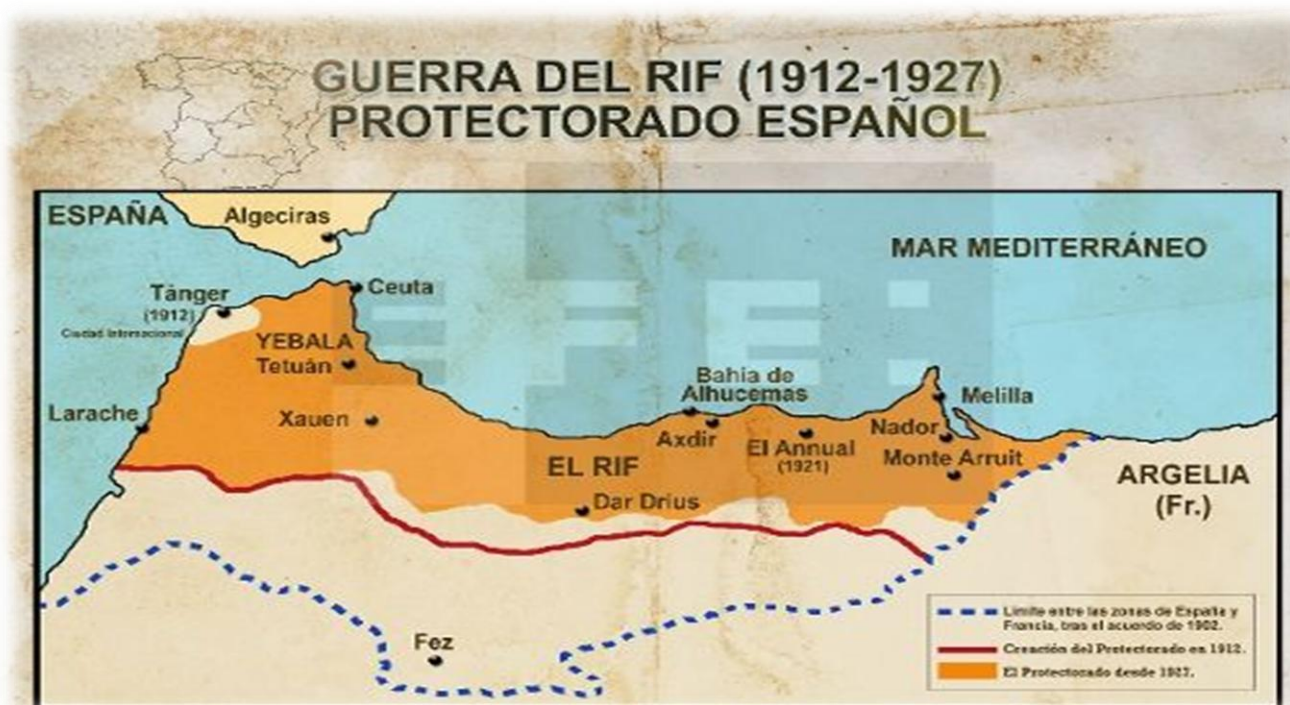 GUERRA DEL RIF (1912-1927)
PROTECTORADO ESPAÑOL
ESPAÑA
Algeciras
MAR MEDITERRÁNEO
Ceuta
Tánger
(1912)
Ciudad Internacional
YEBALA
Tetuán
Larache
Xauen
Bahia de
Alhucemas
Melilla
Axdir
El Annual
(1921)
Nador
Monte Arruit
EL RIF
Dar Drius
ARGELIA
(Fr.)
Fez
Límite entre las zonas de España y
Francia, tras el acuerdo de 1902.
Creación del Protectorado en 1912.
El Protectorado desde 1927.
EFE: